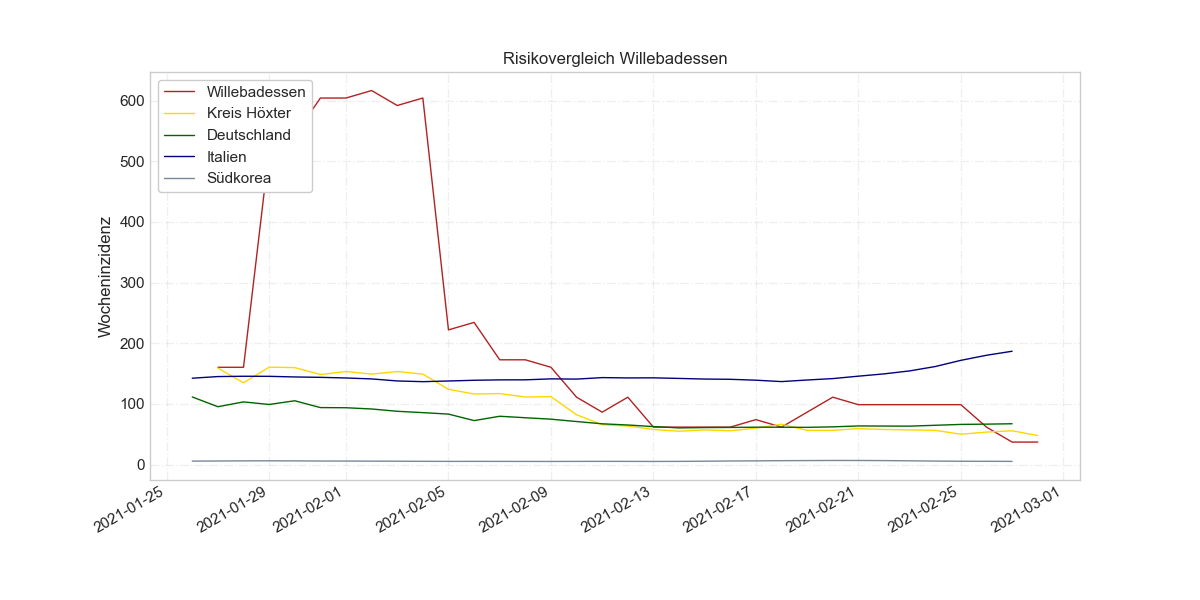 Risikovergleich Willebadessen
Willebadessen
Kreis Höxter
Deutschland
Italien
Südkorea
Wocheninzidenz
600
500
400
300
200
100
0
2021-01-25
2021-01-29
2021-02-01
2021-02-05
2021-02-09
2021-02-13
2021-02-17
2021-02-21
2021-02-25
2021-03-01